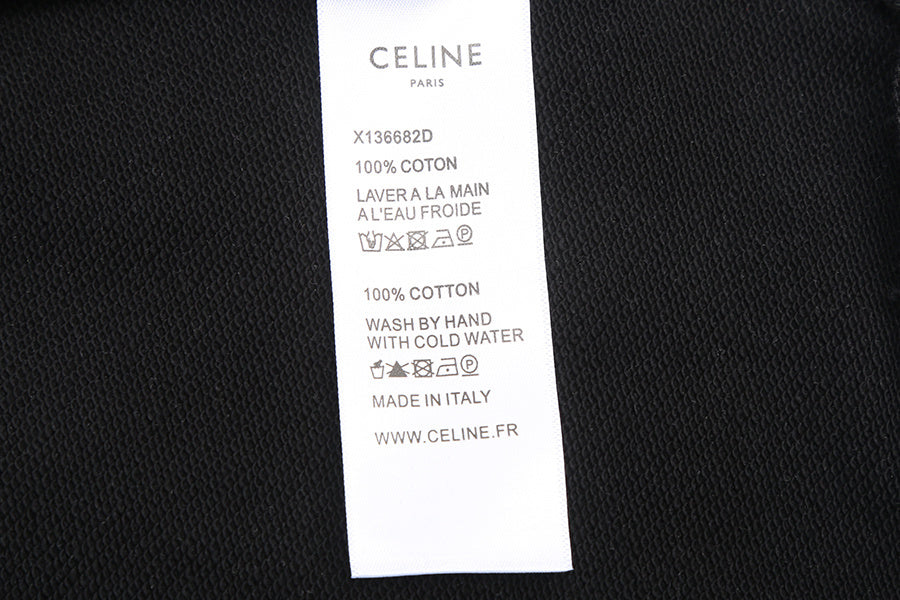 CELINE
PARIS
X136682D
100% COTON
LAVER A LA MAIN
A L'EAU FROIDE
P
100% COTTON
WASH BY HAND
WITH COLD WATER
P
MADE IN ITALY
WWW.CELINE.FR